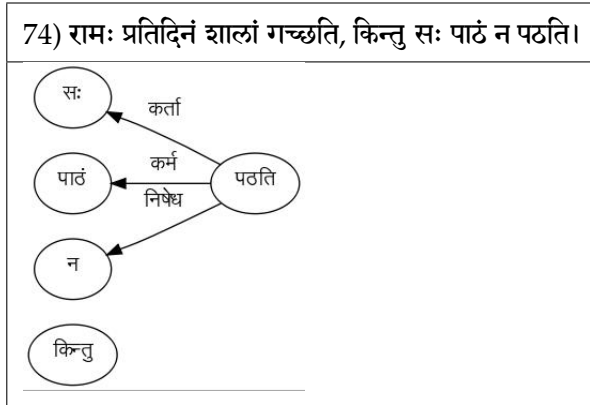 74) रामः प्रतिदिनं शालां गच्छति, किन्तु सः पाठं न पठति।
सः
कर्ता
पाठं
कर्म
पठति
निषेध
न
किन्तु